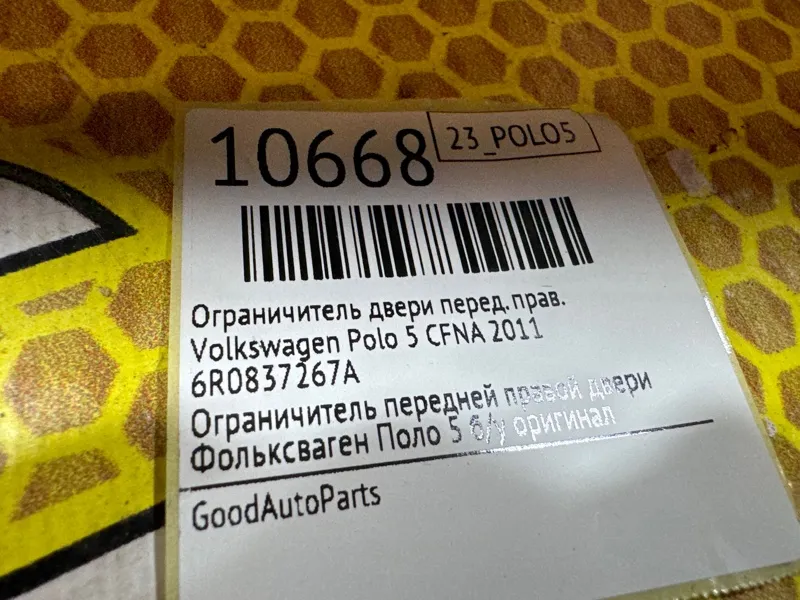 10668
23_POLO5
Ограничитель двери перед. прав.
Volkswagen Polo 5 CFNA 2011
6R0837267A
Ограничитель передней правой двери
Фольксваген Поло 5 б/у оригинал
GoodAutoParts